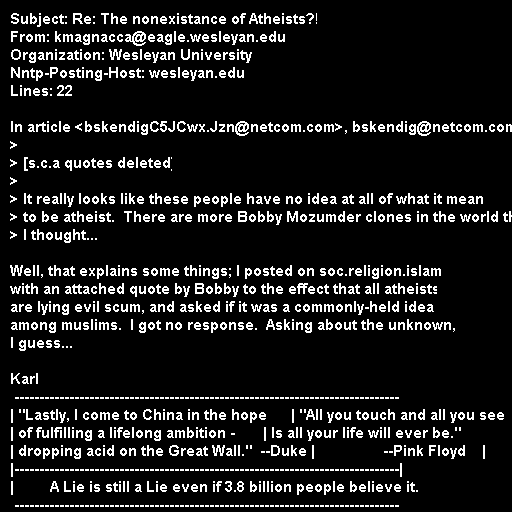 Subject: Re: The nonexistance of Atheists?!
From: kmagnacca@eagle.wesleyan.edu
Organization: Wesleyan University
Nntp-Posting-Host: wesleyan.edu
Lines: 22
In article <bskendigC5JCwx.Jzn@netcom.com>, bskendig@netcom.com
>
> [s.c.a quotes deleted]
>
> It really looks like these people have no idea at all of what it mean
> to be atheist.  There are more Bobby Mozumder clones in the world th
> I thought...
Well, that explains some things; I posted on soc.religion.islam
with an attached quote by Bobby to the effect that all atheists
are lying evil scum, and asked if it was a commonly-held idea
among muslims.  I got no response.  Asking about the unknown,
I guess...
Karl
-----------------------------------------------------------------------------
| "Lastly, I come to China in the hope      | "All you touch and all you see
| of fulfilling a lifelong ambition -       | Is all your life will ever be."
| dropping acid on the Great Wall."  --Duke |                 --Pink Floyd    |
|-----------------------------------------------------------------------------|
|         A Lie is still a Lie even if 3.8 billion people believe it.
-----------------------------------------------------------------------------